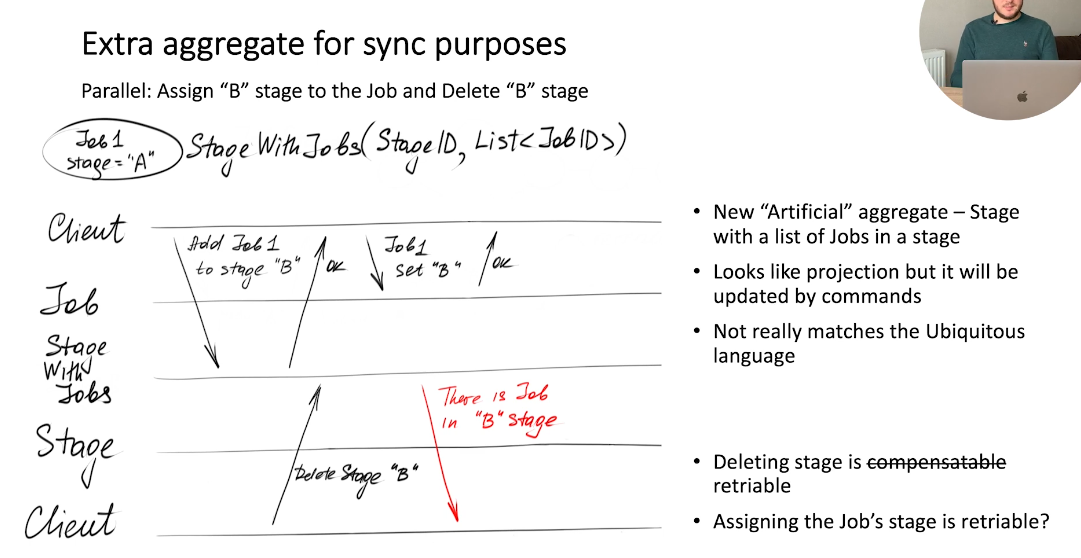 Extra aggregate for sync purposes
Parallel: Assign “B” stage to the Job and Delete “B” stage
Job 1
stage = "A"
StageWithJobs(StageID, List<JobIDs>)
Client
Add Job 1
to stage "B"
OK
Job1
set "B"
OK
Job
Stage
With
Jobs
There is Job
in "B" stage
Stage
Delete Stage "B"
Client
• New “Artificial” aggregate – Stage
with a list of Jobs in a stage
• Looks like projection but it will be
updated by commands
• Not really matches the Ubiquitous
language
• Deleting stage is compensatable
retriable
• Assigning the Job’s stage is retriable?